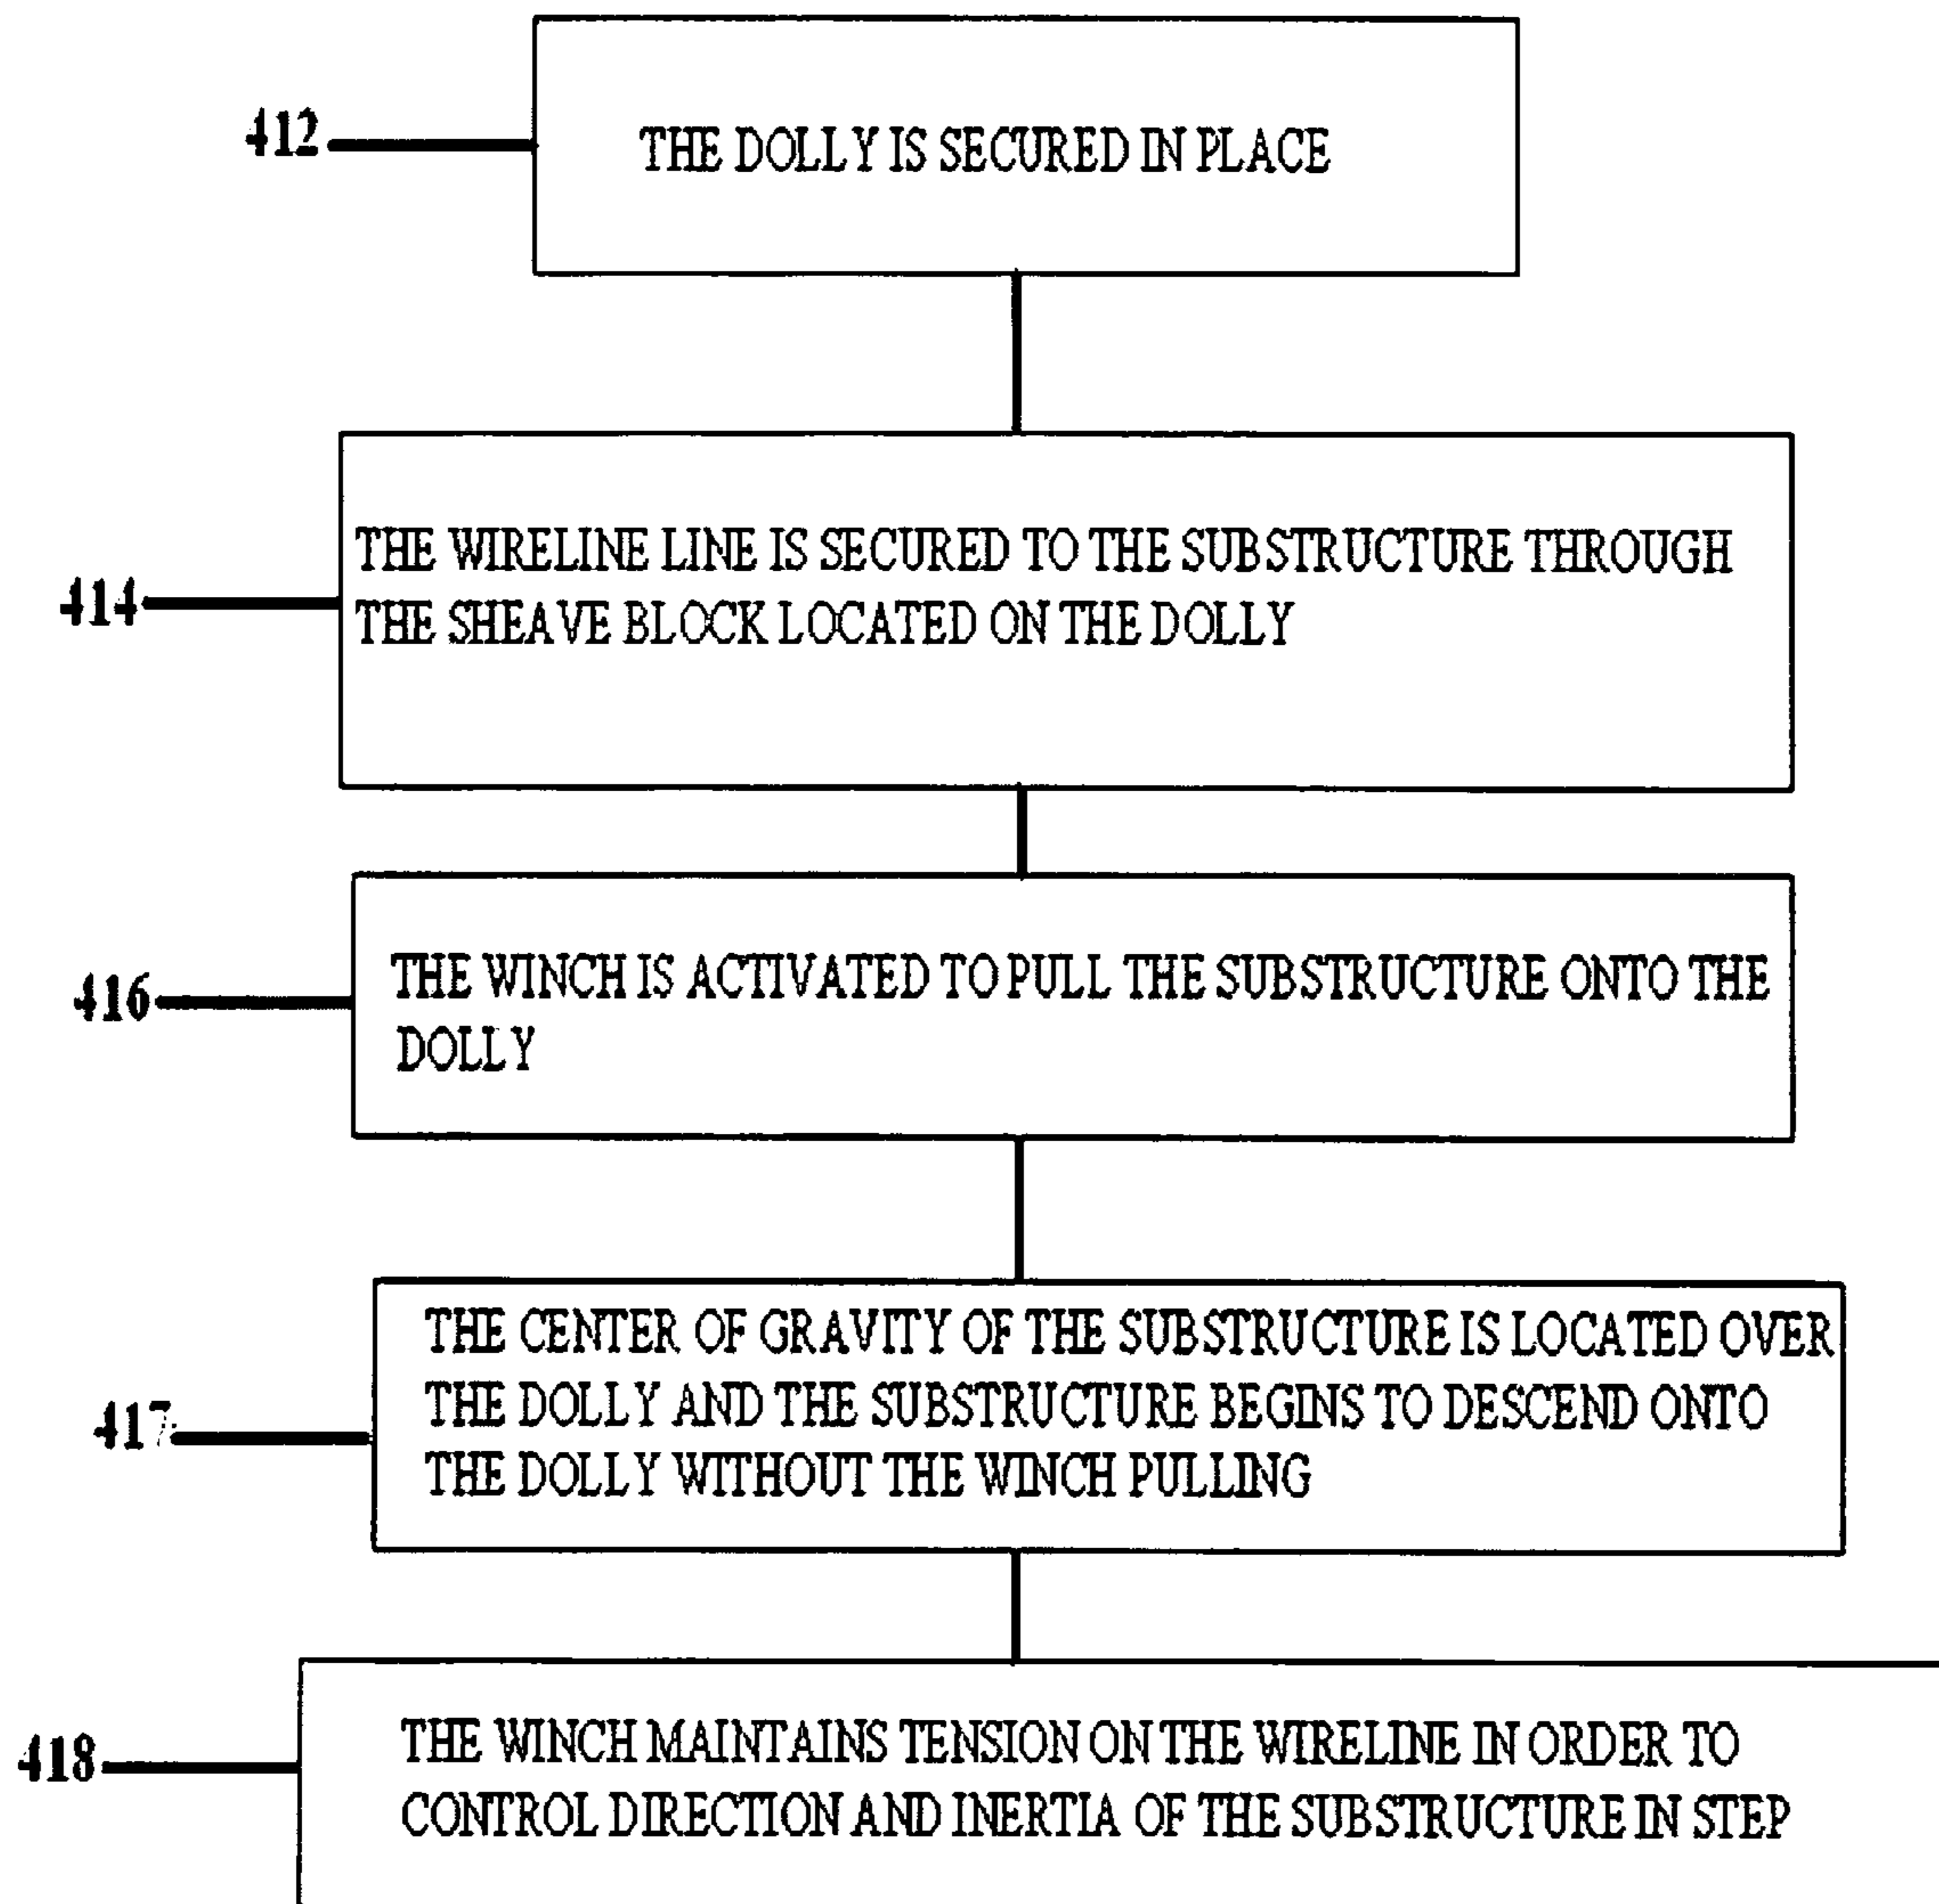 412
THE DOLLY IS SECURED IN PLACE
414
THE WIRELINE LINE IS SECURED TO THE SUBSTRUCTURE THROUGH
THE SHEAVE BLOCK LOCATED ON THE DOLLY
416
THE WINCH IS ACTIVATED TO PULL THE SUBSTRUCTURE ONTO THE
DOLLY
417
THE CENTER OF GRAVITY OF THE SUBSTRUCTURE IS LOCATED OVER
THE DOLLY AND THE SUBSTRUCTURE BEGINS TO DESCEND ONTO
THE DOLLY WITHOUT THE WINCH PULLING
418
THE WINCH MAINTAINS TENSION ON THE WIRELINE IN ORDER TO
CONTROL DIRECTION AND INERTIA OF THE SUBSTRUCTURE IN STEP